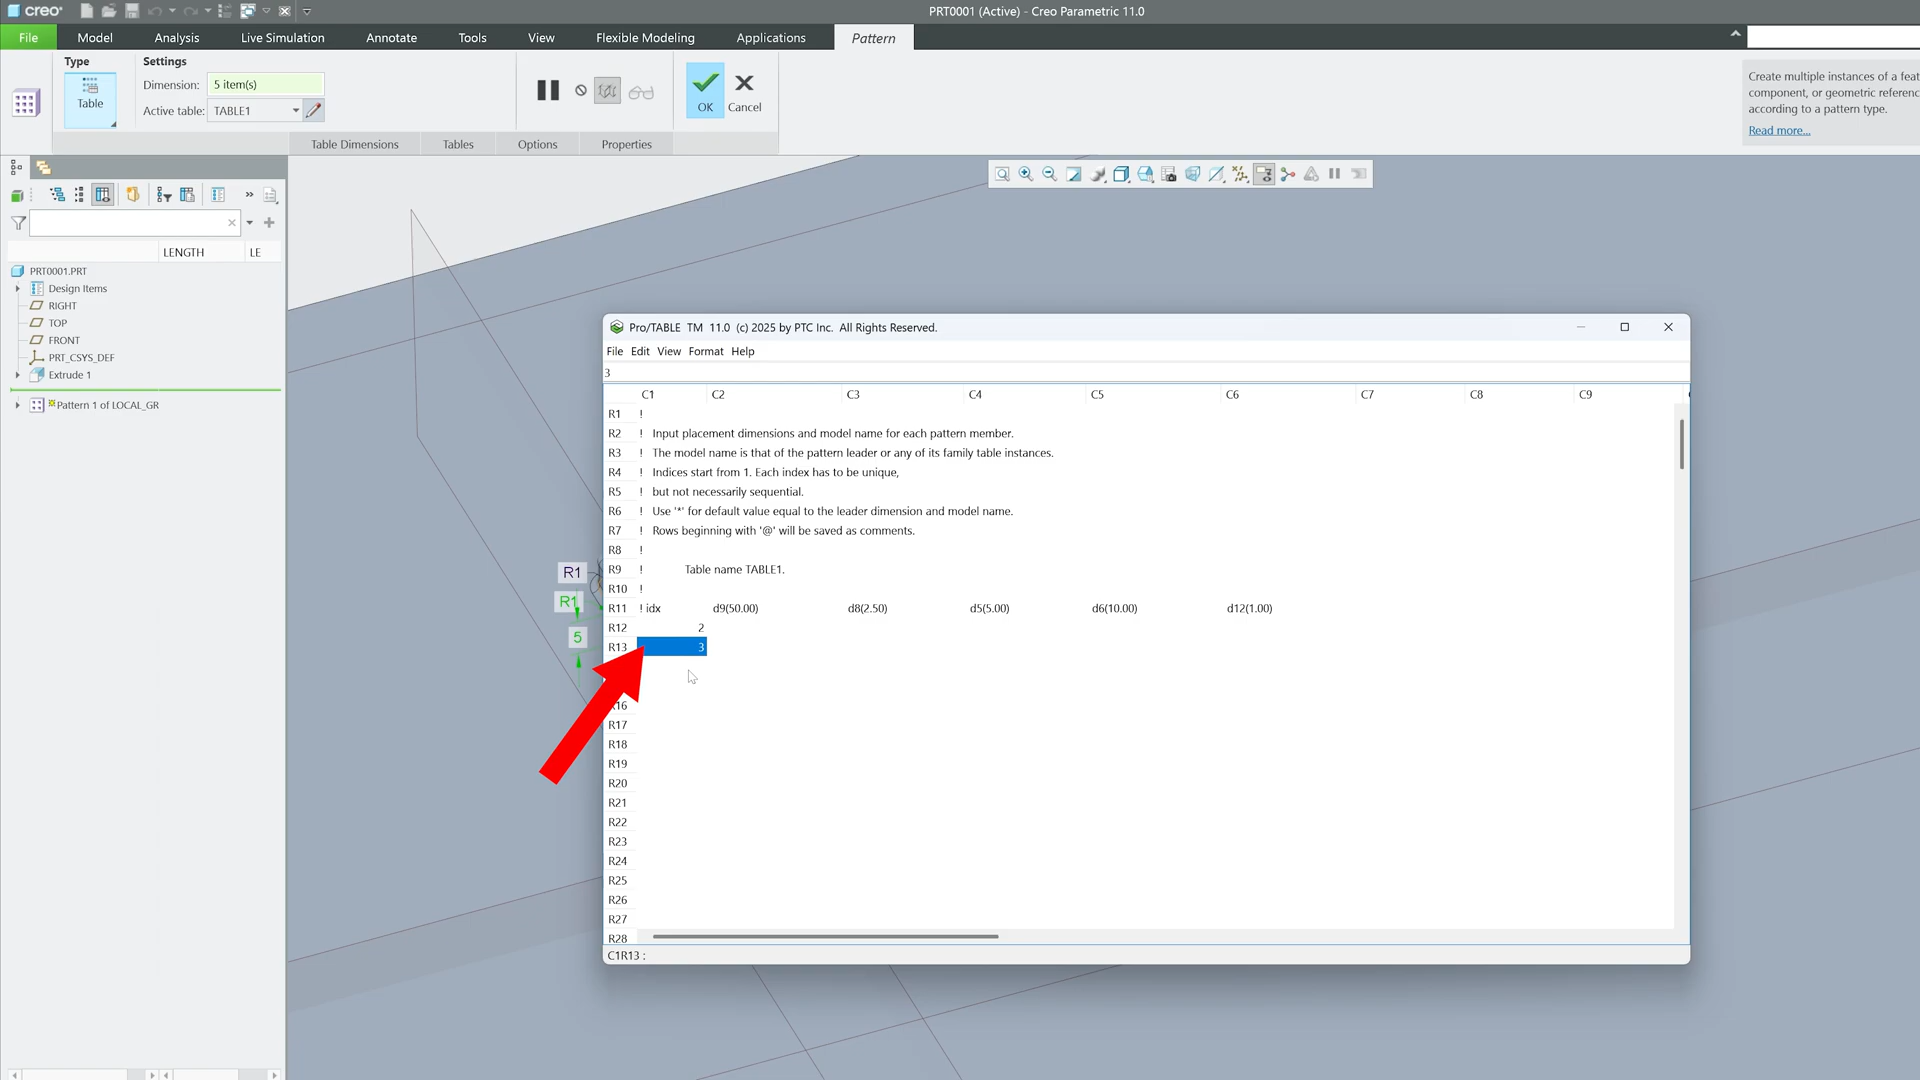 creo
PRT0001 (Active) - Creo Parametric 11.0
File Model Analysis Live Simulation Annotate Tools View Flexible Modeling Applications Pattern
Type
Table
Settings
Dimension: 5 item(s)
Active table: TABLE1
OK
Cancel
Table Dimensions Tables Options Properties
Create multiple instances of a feat
component, or geometric referenc
according to a pattern type.
Read more...
LENGTH LE
PRT0001.PRT
Design Items
RIGHT
TOP
FRONT
PRT_CSYS_DEF
Extrude 1
Pattern 1 of LOCAL_GR
R1
R1
5
Pro/TABLE TM 11.0 (c) 2025 by PTC Inc. All Rights Reserved.
File Edit View Format Help
3
C1 C2 C3 C4 C5 C6 C7 C8 C9
R1 !
R2 ! Input placement dimensions and model name for each pattern member.
R3 ! The model name is that of the pattern leader or any of its family table instances.
R4 ! Indices start from 1. Each index has to be unique,
R5 ! but not necessarily sequential.
R6 ! Use '*' for default value equal to the leader dimension and model name.
R7 ! Rows beginning with '@' will be saved as comments.
R8 !
R9 ! Table name TABLE1.
R10 !
R11 ! idx d9(50.00) d8(2.50) d5(5.00) d6(10.00) d12(1.00)
R12 2
R13 3
R16
R17
R18
R19
R20
R21
R22
R23
R24
R25
R26
R27
R28
C1R13 :